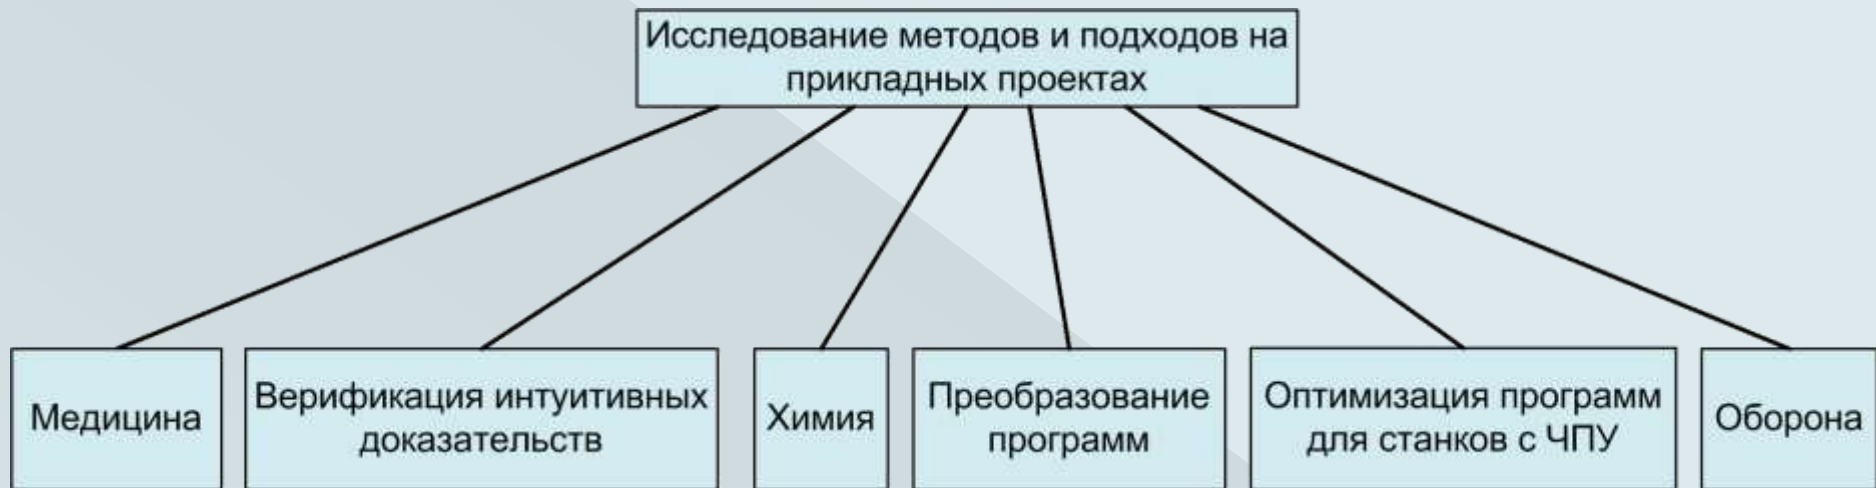 Исследование методов и подходов на
прикладных проектах
Медицина
Верификация интуитивных
доказательств
Химия
Преобразование
программ
Оптимизация программ
для станков с ЧПУ
Оборона